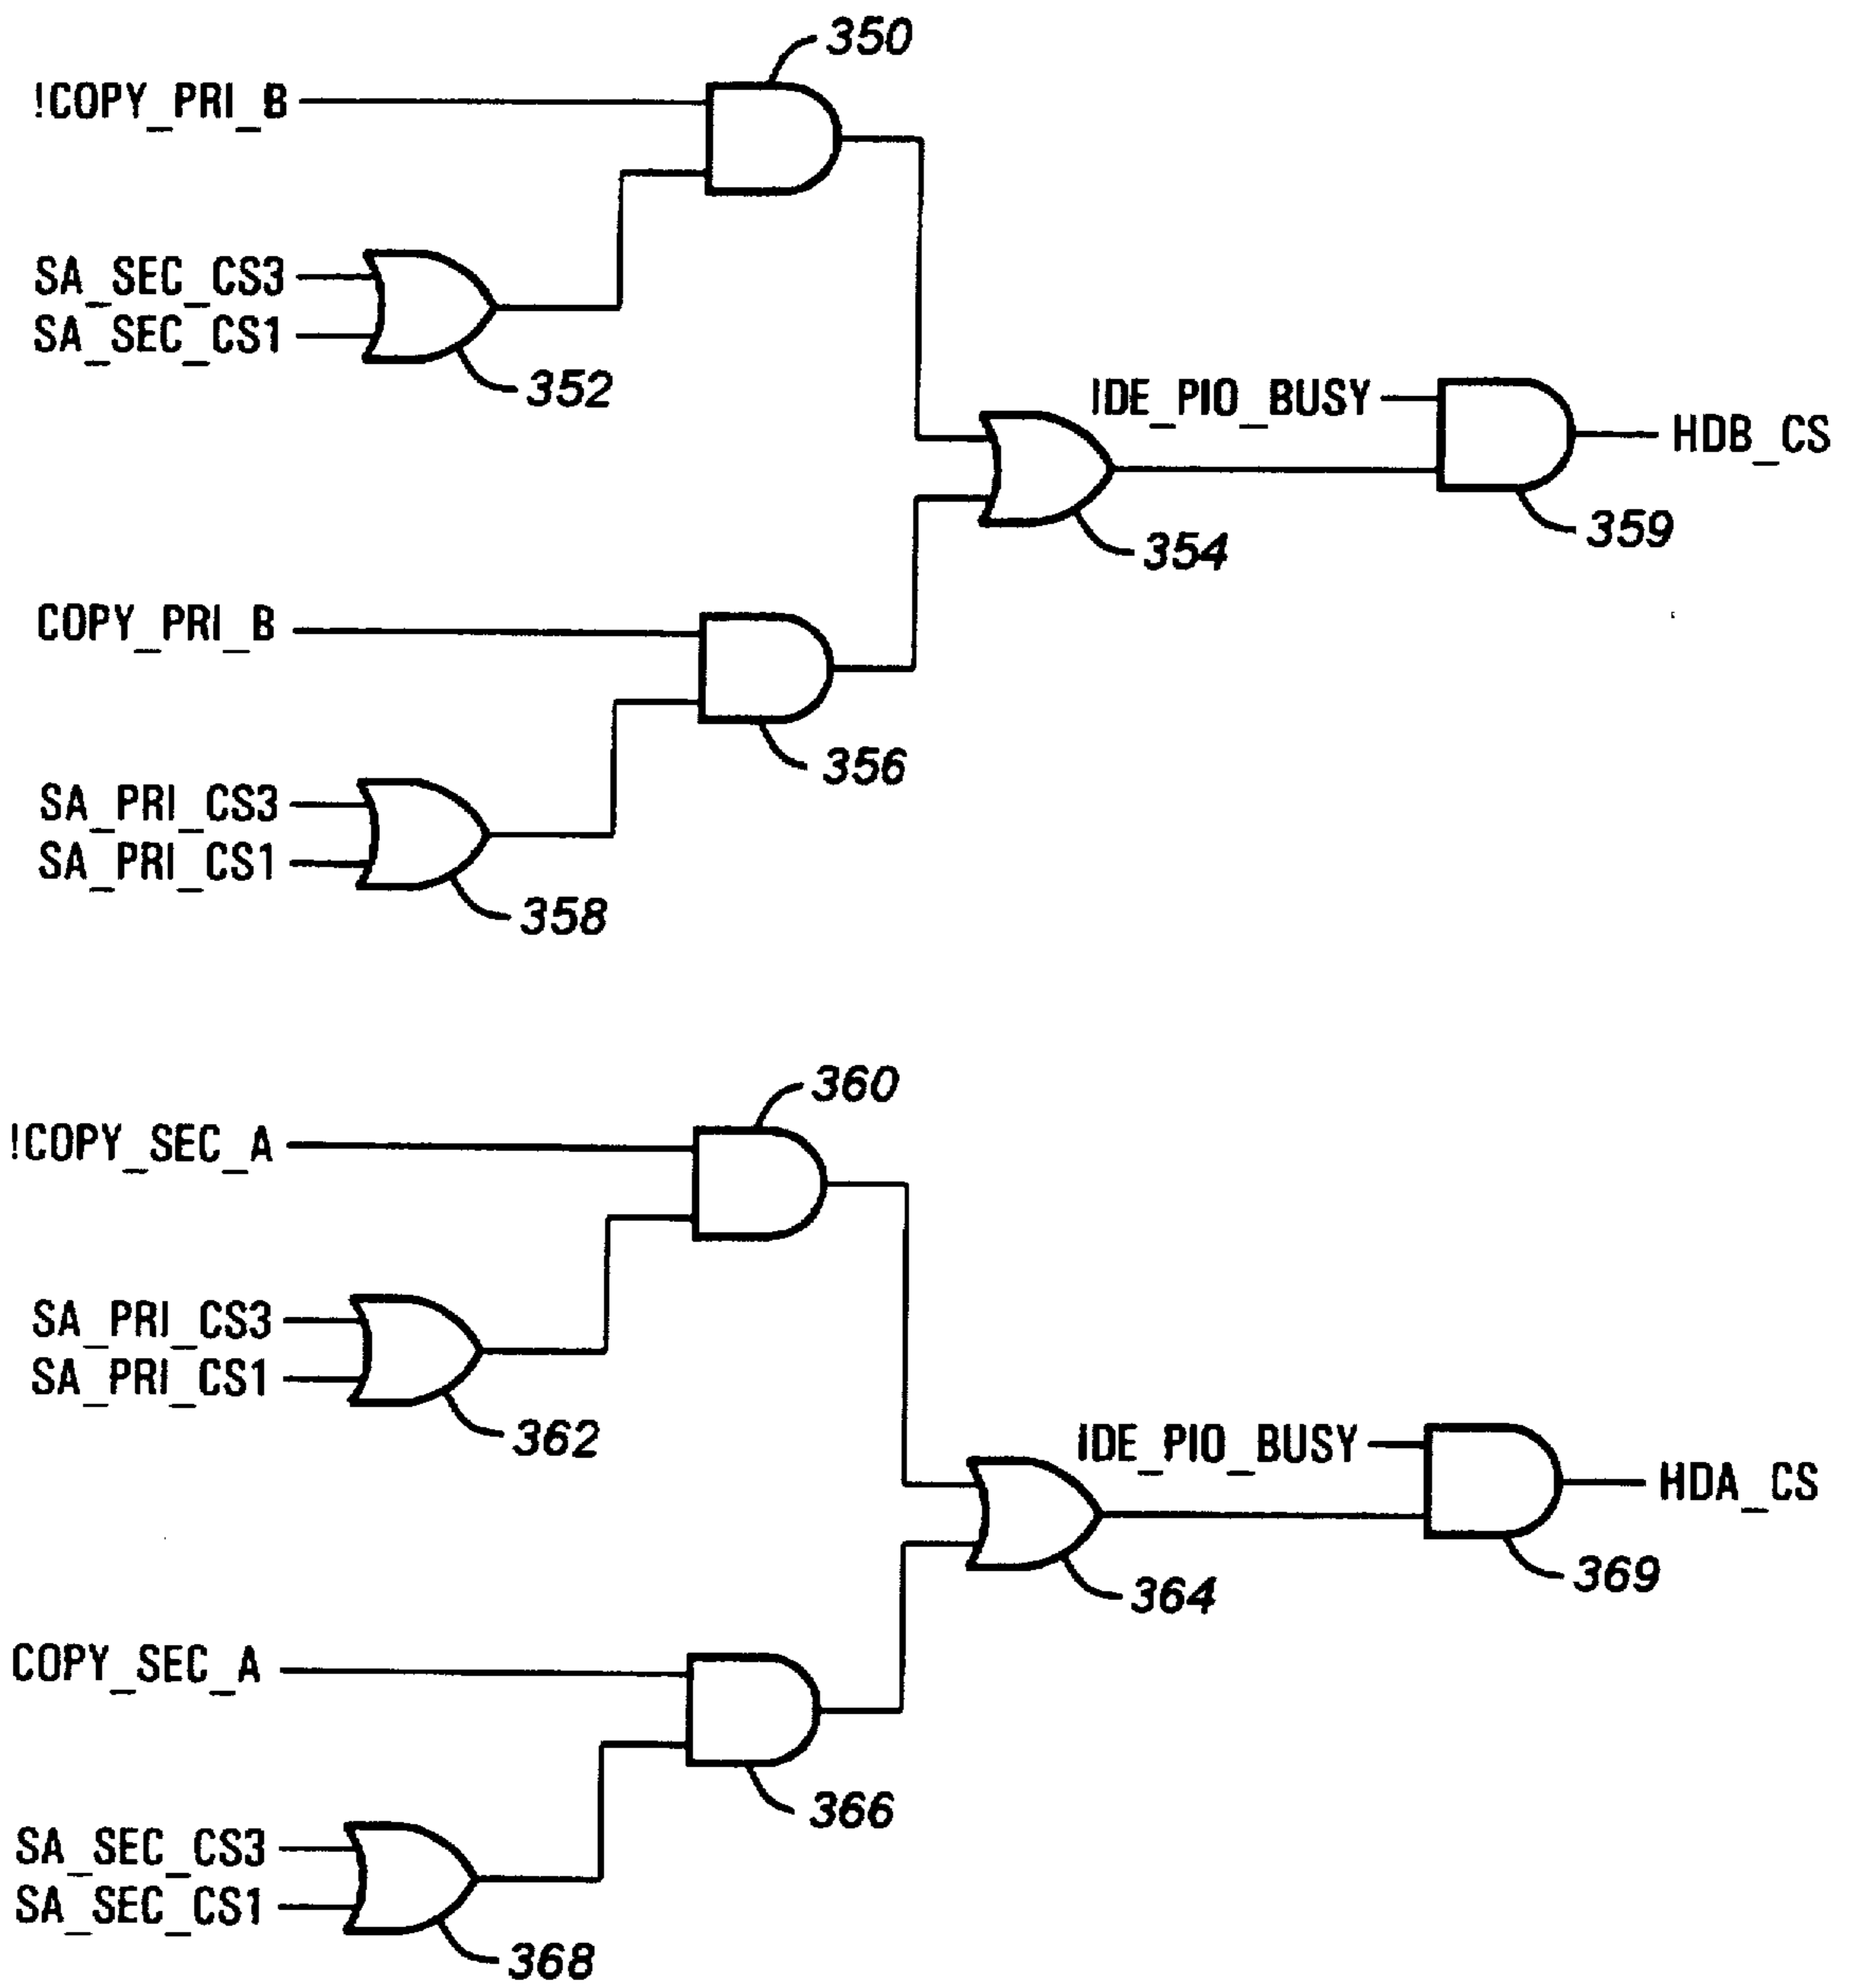 350
!COPY_PRI_B
SA_SEC_CS3
SA_SEC_CS1
352
IDE_PIO_BUSY
HDB_CS
359
354
COPY_PRI_B
356
SA_PRI_CS3
SA_PRI_CS1
358
360
!COPY_SEC_A
SA_PRI_CS3
SA_PRI_CS1
362
IDE_PIO_BUSY
HDA_CS
369
364
COPY_SEC_A
366
SA_SEC_CS3
SA_SEC_CS1
368